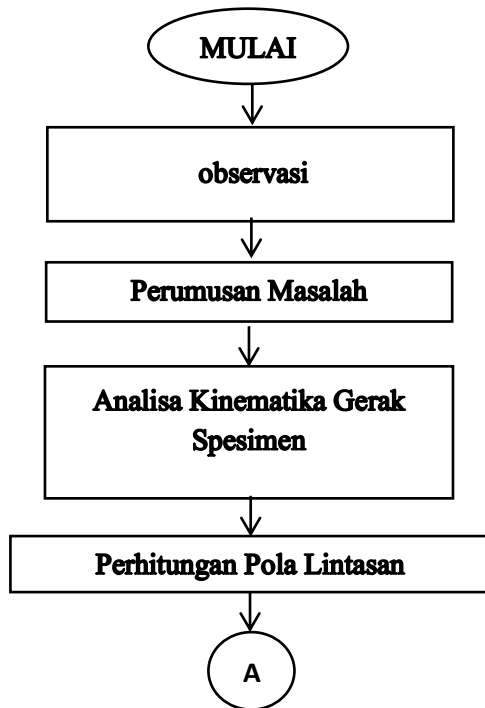 MULAI
observasi
Perumusan Masalah
Analisa Kinematika Gerak
Spesimen
Perhitungan Pola Lintasan
A